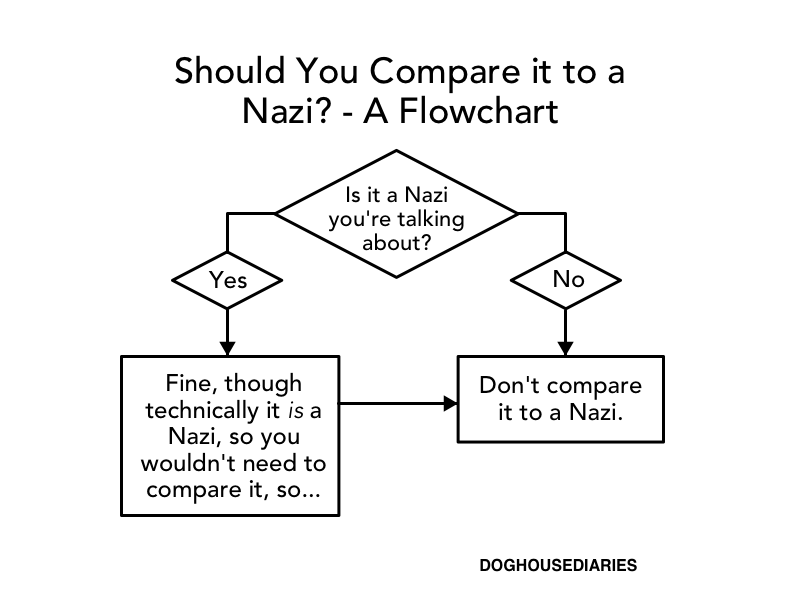 Should You Compare it to a
Nazi? - A Flowchart
Is it a Nazi
you're talking
about?
Yes
No
Fine, though
technically it is a
Nazi, so you
wouldn't need to
compare it, so...
Don't compare
it to a Nazi.
DOGHOUSEDIARIES